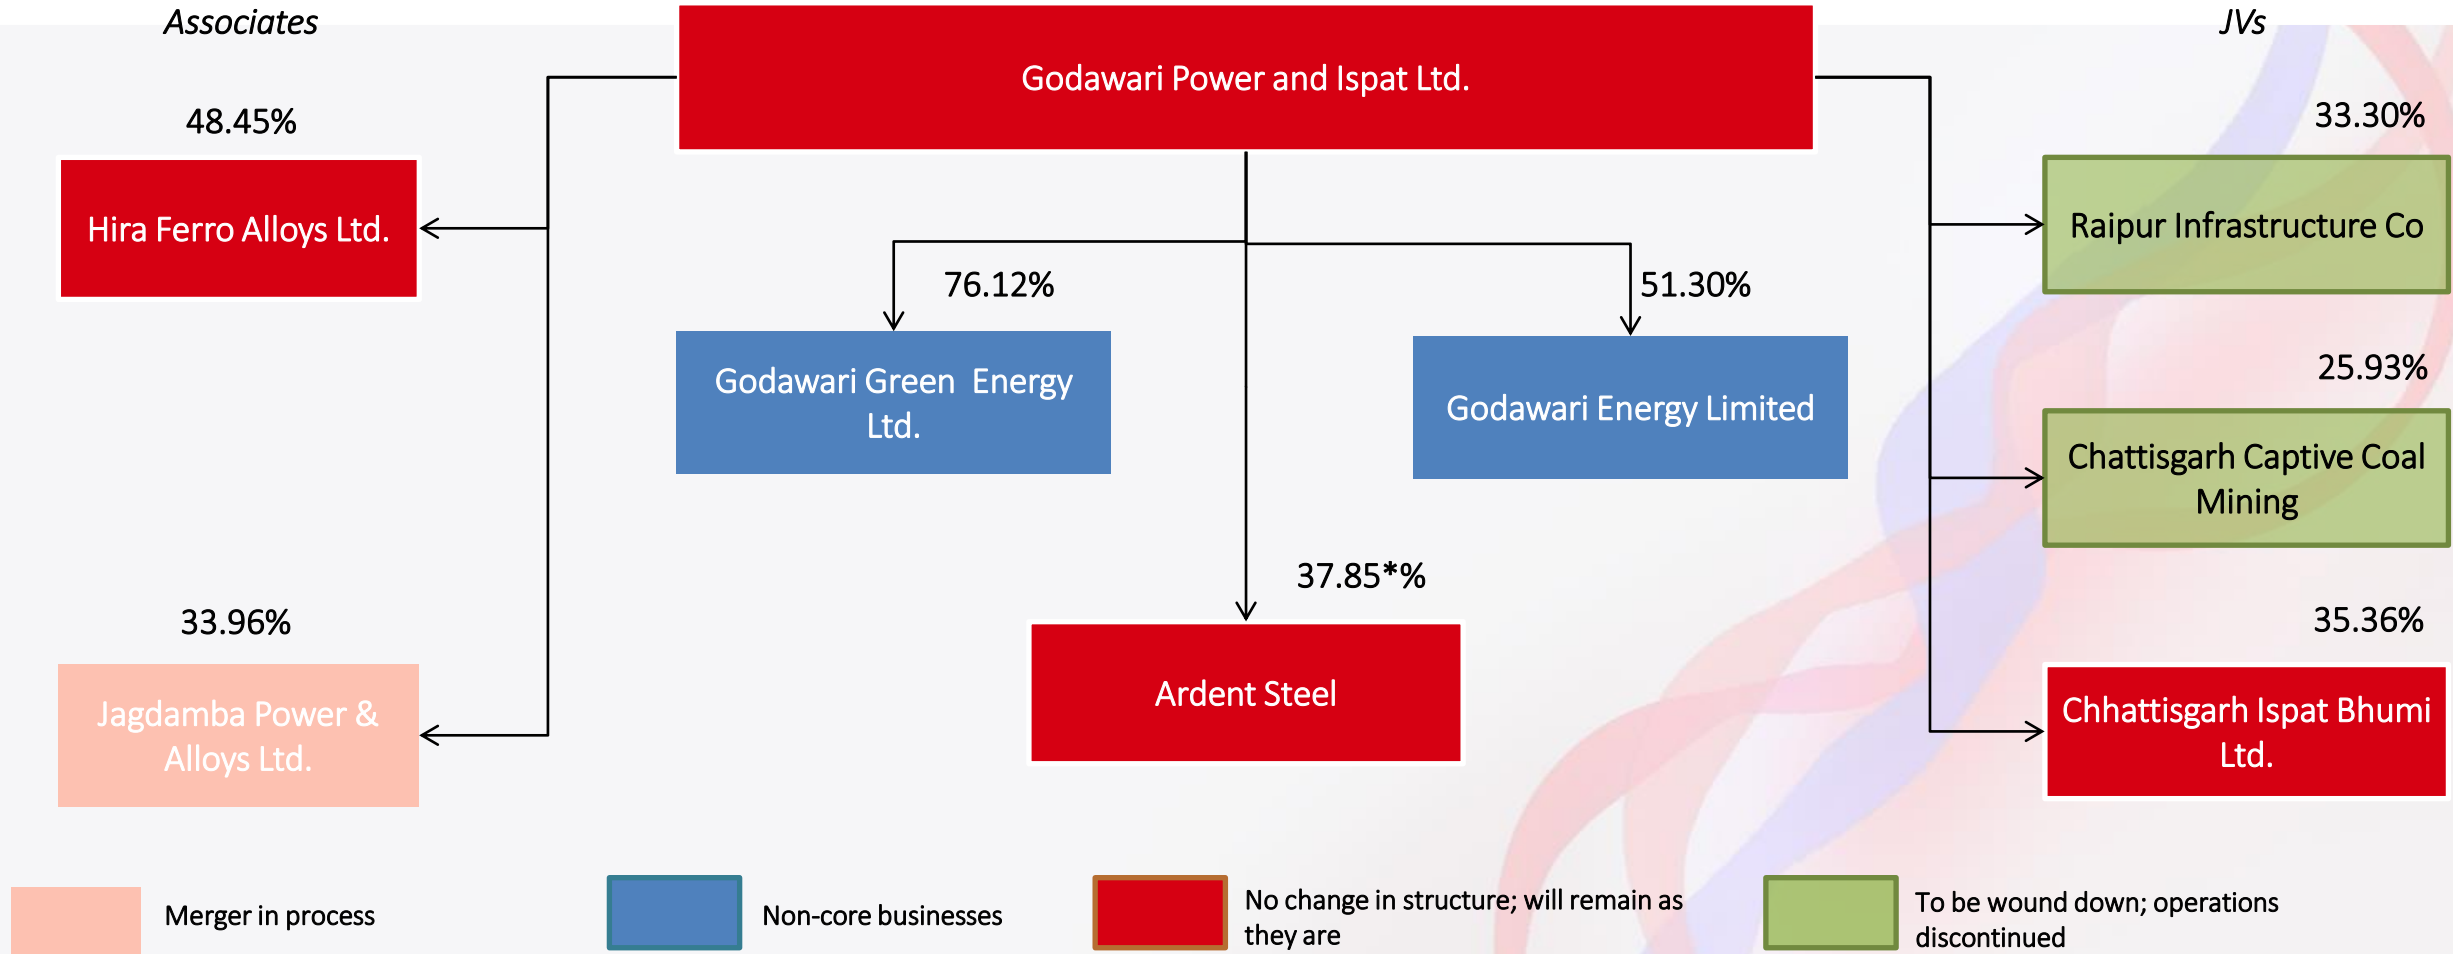 Associates
Godawari Power and Ispat Ltd.
JVs
48.45%
33.30%
Hira Ferro Alloys Ltd.
Raipur Infrastructure Co
76.12%
51.30%
Godawari Green  Energy
Ltd.
Godawari Energy Limited
25.93%
Chattisgarh Captive Coal
Mining
37.85*%
33.96%
35.36%
Jagdamba Power &
Alloys Ltd.
Ardent Steel
Chhattisgarh Ispat Bhumi
Ltd.
Merger in process
Non-core businesses
No change in structure; will remain as
they are
To be wound down; operations
discontinued